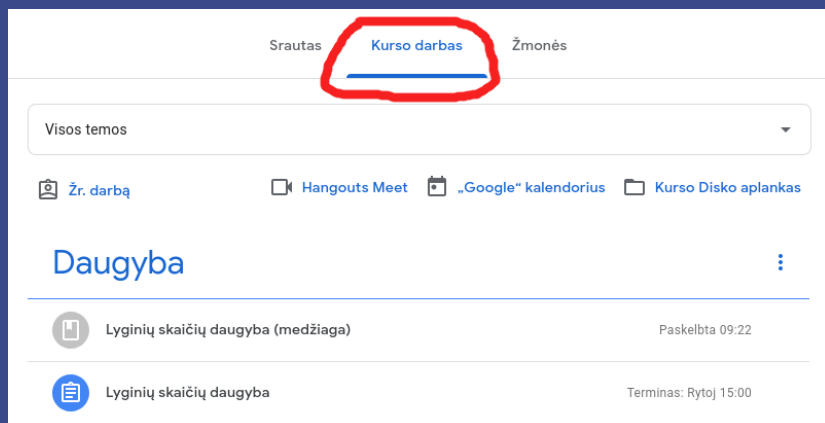 Srautas Kurso darbas Žmonės
Visos temos
Žr. darbą Hangouts Meet „Google“ kalendorius Kurso Disko aplankas
Daugyba
Lyginių skaičių daugyba (medžiaga) Paskelbta 09:22
Lyginių skaičių daugyba Terminas: Rytoj 15:00